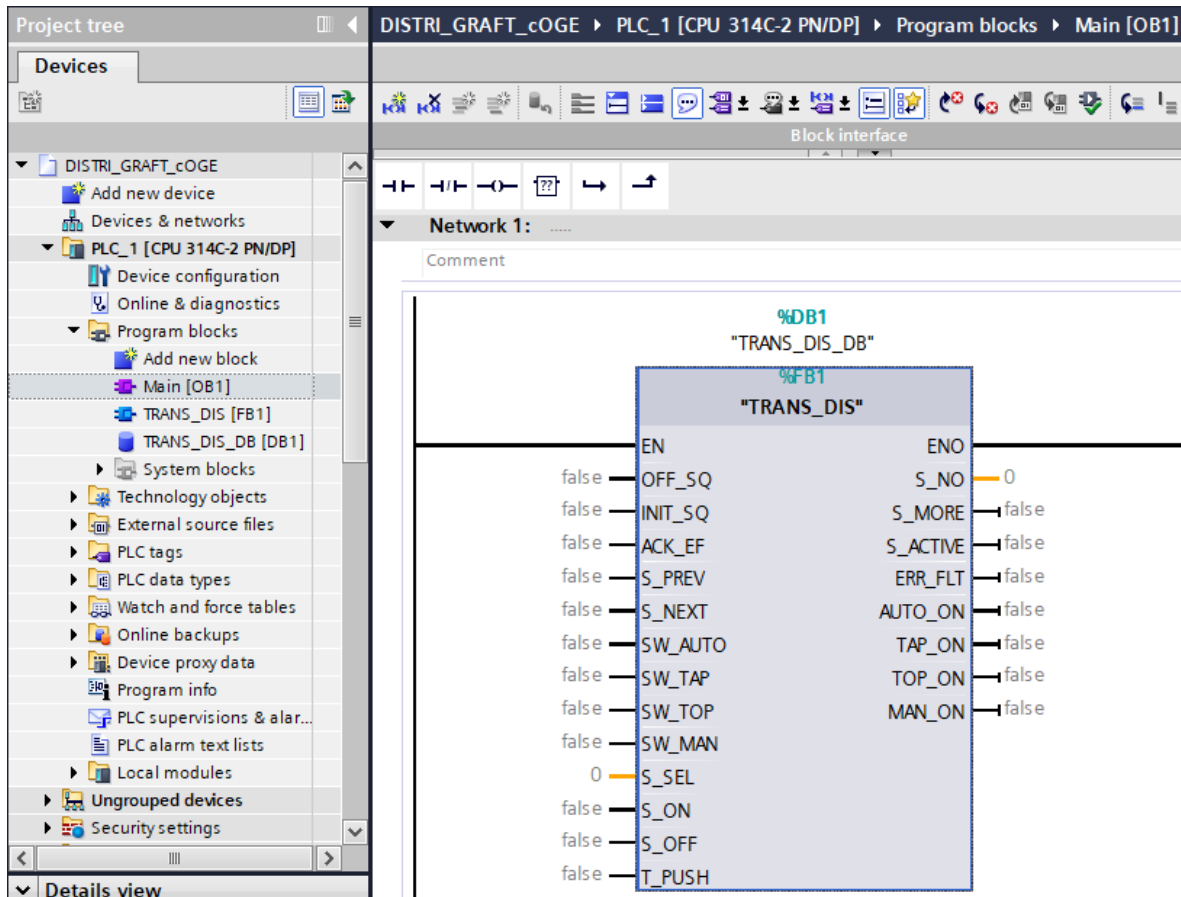 Project tree
Devices
DISTRI_GRAFT_cOGE
Add new device
Devices & networks
PLC_1 [CPU 314C-2 PN/DP]
Device configuration
Online & diagnostics
Program blocks
Add new block
Main [OB1]
TRANS_DIS [FB1]
TRANS_DIS_DB [DB1]
System blocks
Technology objects
External source files
PLC tags
PLC data types
Watch and force tables
Online backups
Device proxy data
Program info
PLC supervisions & alar...
PLC alarm text lists
Local modules
Ungrouped devices
Security settings
Details view
DISTRI_GRAFT_cOGE PLC_1 [CPU 314C-2 PN/DP] Program blocks Main [OB1]
Block interface
??
Network 1: .....
Comment
%DB1
"TRANS_DIS_DB"
%FB1
"TRANS_DIS"
EN ENO
false OFF_SQ S_NO 0
false INIT_SQ S_MORE false
false ACK_EF S_ACTIVE false
false S_PREV ERR_FLT false
false S_NEXT AUTO_ON false
false SW_AUTO TAP_ON false
false SW_TAP TOP_ON false
false SW_TOP MAN_ON false
false SW_MAN
0 S_SEL
false S_ON
false S_OFF
false T_PUSH